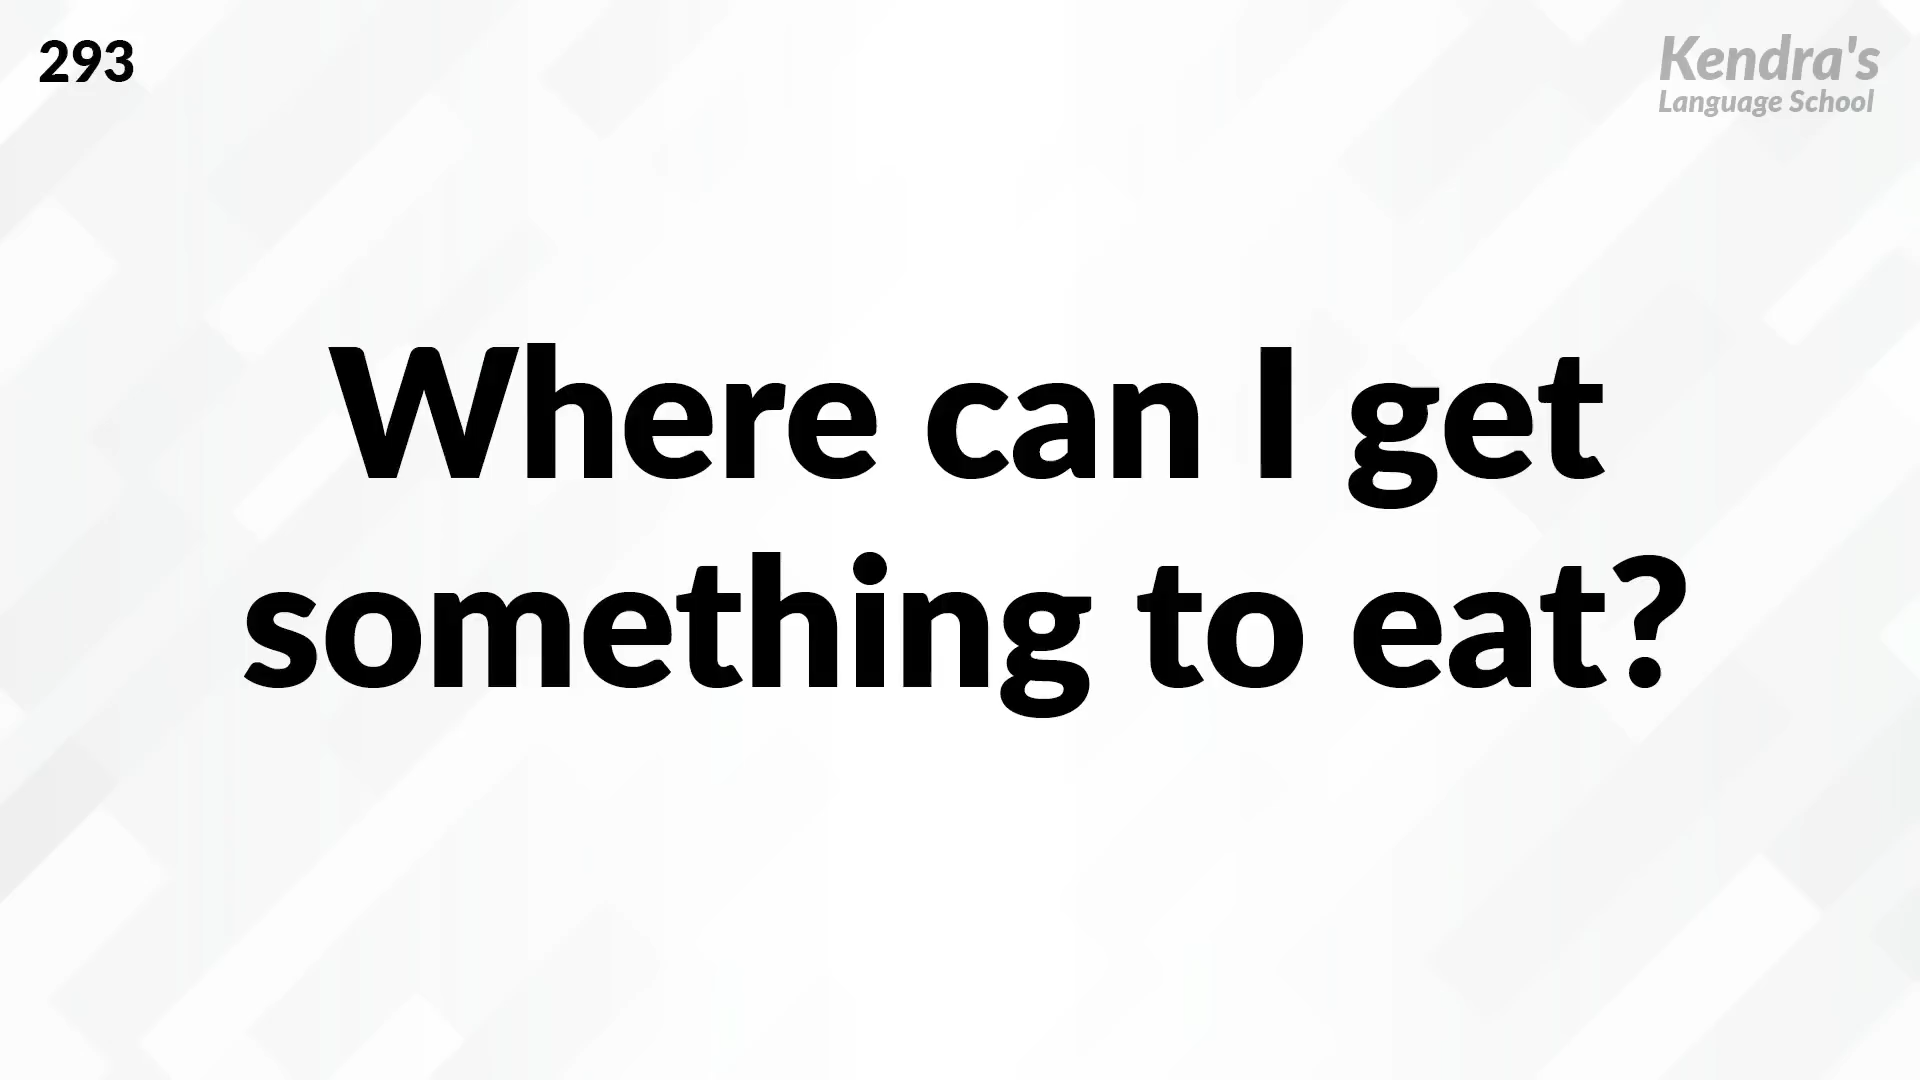 293
Kendra's
Language School
Where can I get
something to eat?